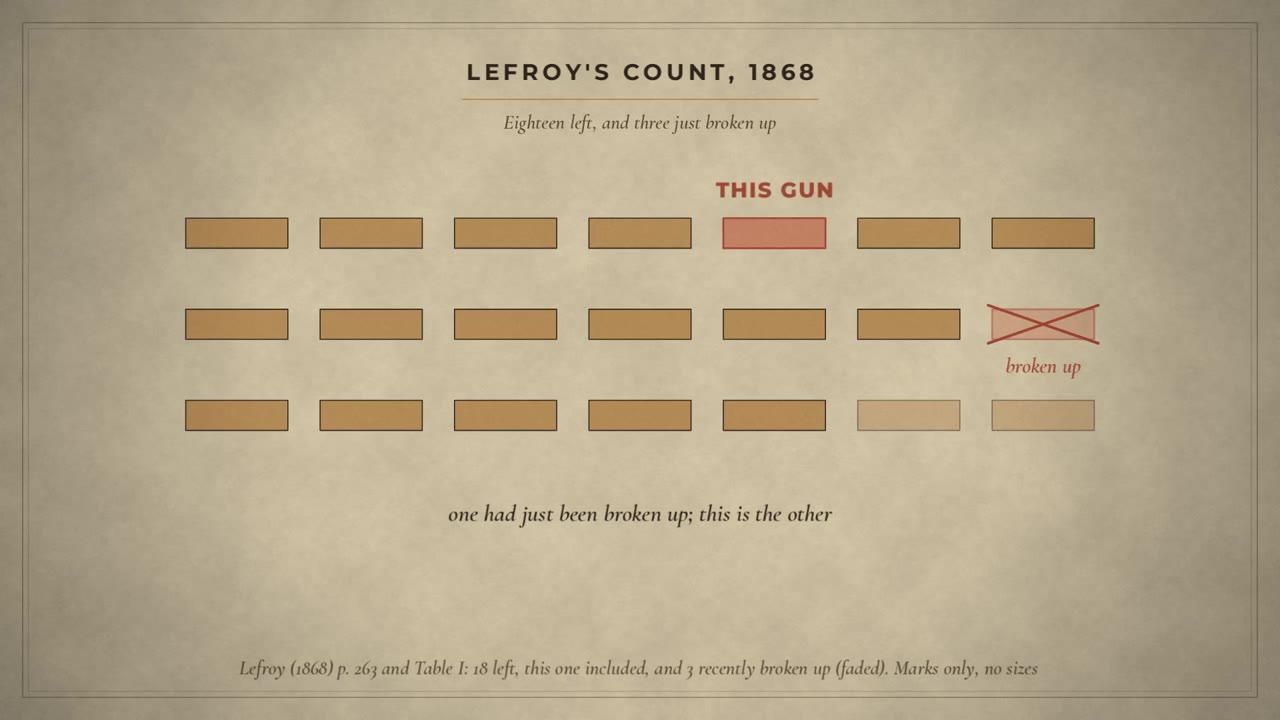 LEFROY'S COUNT, 1868
Eighteen left, and three just broken up
THIS GUN
broken up
one had just been broken up; this is the other
Lefroy (1868) p. 263 and Table I: 18 left, this one included, and 3 recently broken up (faded). Marks only, no sizes